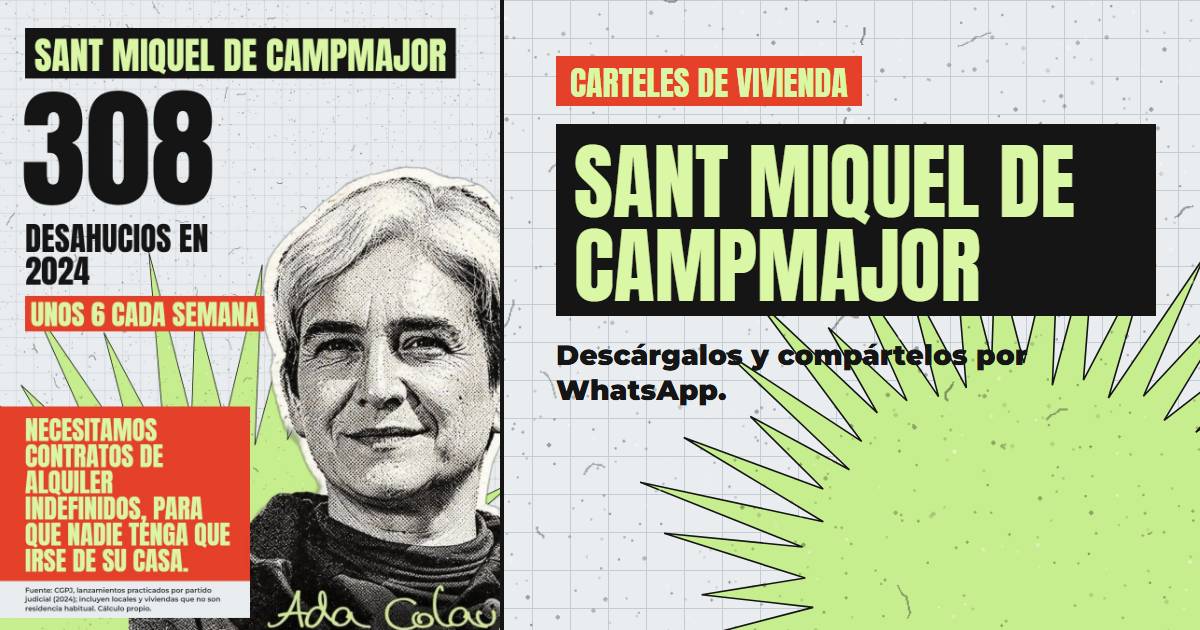 SANT MIQUEL DE CAMPMAJOR
308
DESAHUCIOS EN
2024
UNOS 6 CADA SEMANA
NECESITAMOS
CONTRATOS DE
ALQUILER
INDEFINIDOS, PARA
QUE NADIE TENGA QUE
IRSE DE SU CASA.
Fuente: CGPJ, lanzamientos practicados por partido
judicial (2024); incluyen locales y viviendas que no son
residencia habitual. Cálculo propio.
Ada Colau
CARTELES DE VIVIENDA
SANT MIQUEL DE
CAMPMAJOR
Descárgalos y compártelos por
WhatsApp.